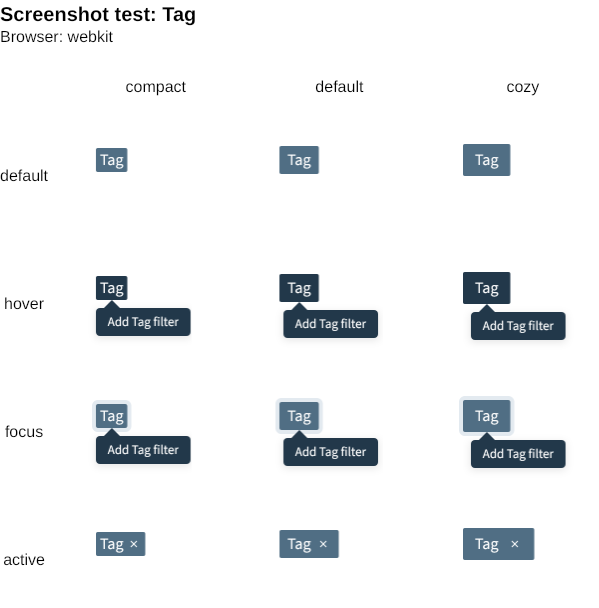 Screenshot test: Tag
Browser: webkit
compact default cozy
default Tag Tag Tag
hover Tag Tag Tag
Add Tag filter Add Tag filter Add Tag filter
focus Tag Tag Tag
Add Tag filter Add Tag filter Add Tag filter
active Tag × Tag × Tag ×